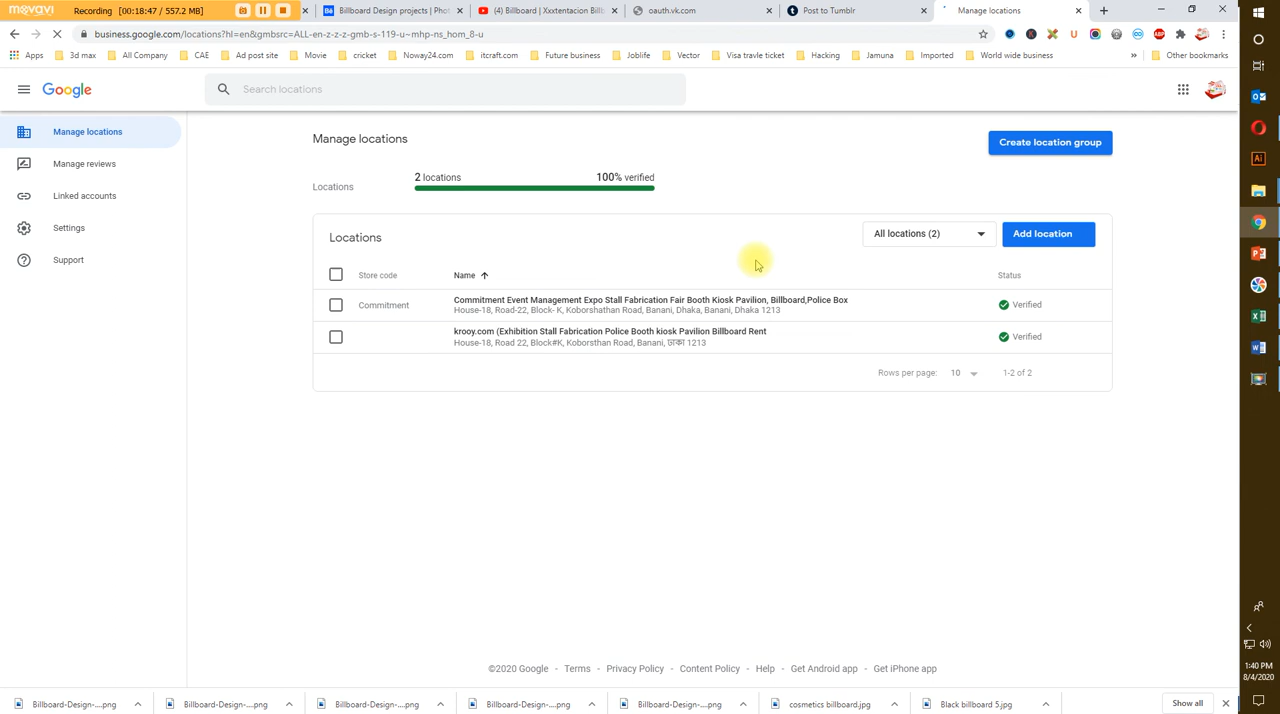 movavi Recording [00:18:47 / 557.2 MB] Billboard Design projects | Pho (4) Billboard | Xxxtentacion Bill oauth.vk.com Post to Tumblr Manage locations
business.google.com/locations?hl=en&gmbsrc=ALL-en-z-z-z-gmb-s-119-u~mhp-ns_hom_8-u
Apps 3d max All Company CAE Ad post site Movie cricket Noway24.com itcraft.com Future business Joblife Vector Visa travle ticket Hacking Jamuna Imported World wide business » Other bookmarks
Google Search locations
Manage locations
Manage reviews
Linked accounts
Settings
Support
Manage locations Create location group
Locations 2 locations 100% verified
Locations All locations (2) Add location
Store code Name Status
Commitment Commitment Event Management Expo Stall Fabrication Fair Booth Kiosk Pavilion, Billboard,Police Box Verified
House-18, Road-22, Block- K, Koborshathan Road, Banani, Dhaka, Banani, Dhaka 1213
krooy.com (Exhibition Stall Fabrication Police Booth kiosk Pavilion Billboard Rent Verified
House-18, Road 22, Block#K, Koborsthan Road, Banani, ঢাকা 1213
Rows per page: 10 1-2 of 2
©2020 Google - Terms - Privacy Policy - Content Policy - Help - Get Android app - Get iPhone app
Billboard-Design-....png Billboard-Design-....png Billboard-Design-....png Billboard-Design-....png Billboard-Design-....png cosmetics billboard.jpg Black billboard 5.jpg Show all
1:40 PM
8/4/2020